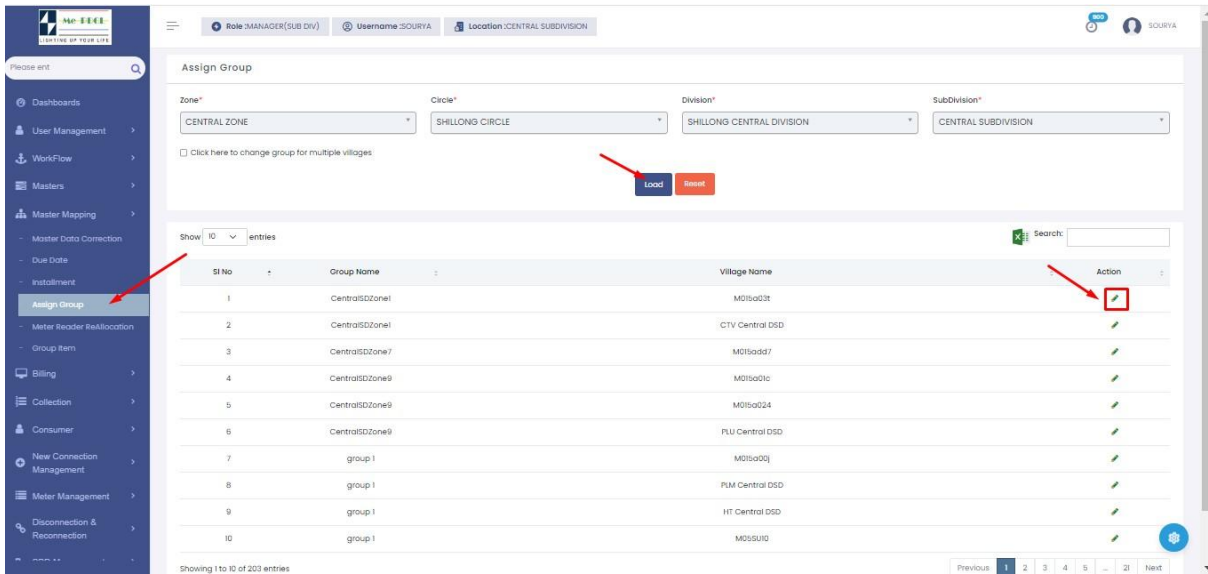 Me-PDCL
LIGHTING UP YOUR LIFE
Role :MANAGER(SUB DIV) Username :SOURYA Location :CENTRAL SUBDIVISION
500
SOURYA
Please ent
Dashboards
User Management
WorkFlow
Masters
Master Mapping
Master Data Correction
Due Date
Installment
Assign Group
Meter Reader ReAllocation
Group Item
Billing
Collection
Consumer
New Connection
Management
Meter Management
Disconnection &
Reconnection
Assign Group
Zone* Circle* Division* SubDivision*
CENTRAL ZONE SHILLONG CIRCLE SHILLONG CENTRAL DIVISION CENTRAL SUBDIVISION
Click here to change group for multiple villages
Load Reset
Show 10 entries Search:
Sl No Group Name Village Name Action
1 CentralSDZone1 M015a03t
2 CentralSDZone1 CTV Central DSD
3 CentralSDZone7 M015add7
4 CentralSDZone9 M015a01c
5 CentralSDZone9 M015a024
6 CentralSDZone9 PLU Central DSD
7 group 1 M015a00j
8 group 1 PLM Central DSD
9 group 1 HT Central DSD
10 group 1 M05SU10
Showing 1 to 10 of 203 entries Previous 1 2 3 4 5 ... 21 Next